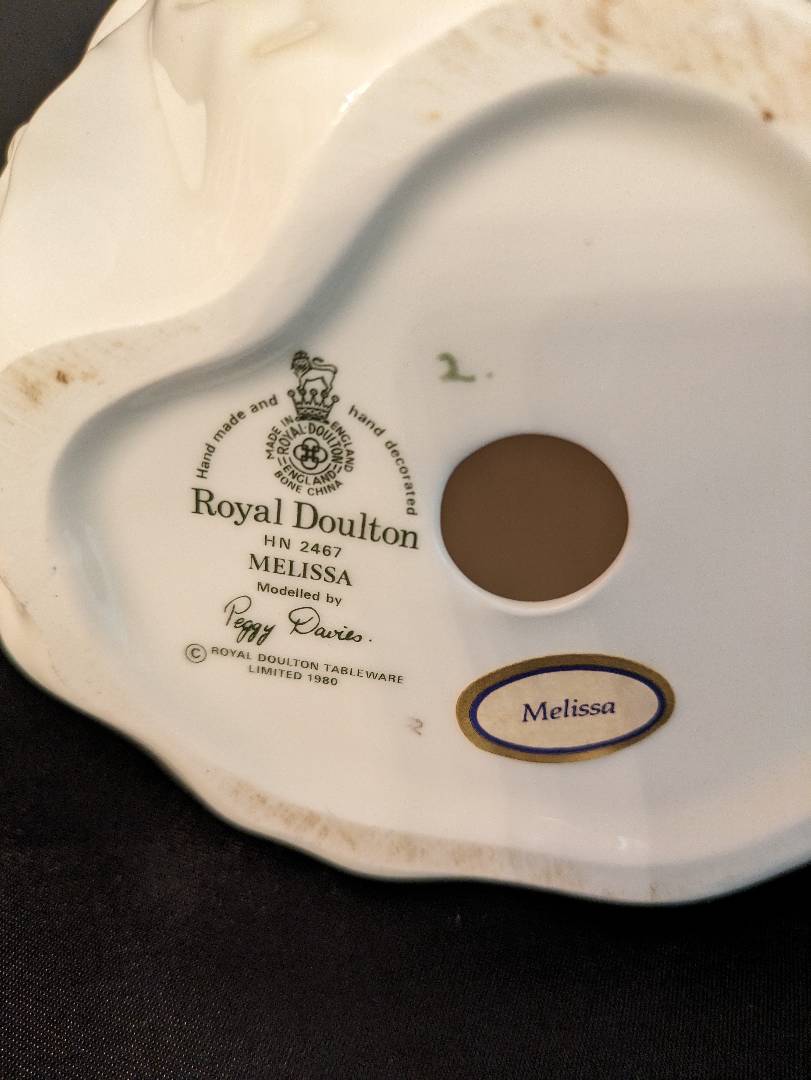 2.
Hand made and hand decorated
MADE IN ENGLAND
ROYAL·DOULTON
ENGLAND
BONE CHINA
Royal Doulton
HN 2467
MELISSA
Modelled by
Peggy Davies.
© ROYAL DOULTON TABLEWARE
LIMITED 1980
Melissa